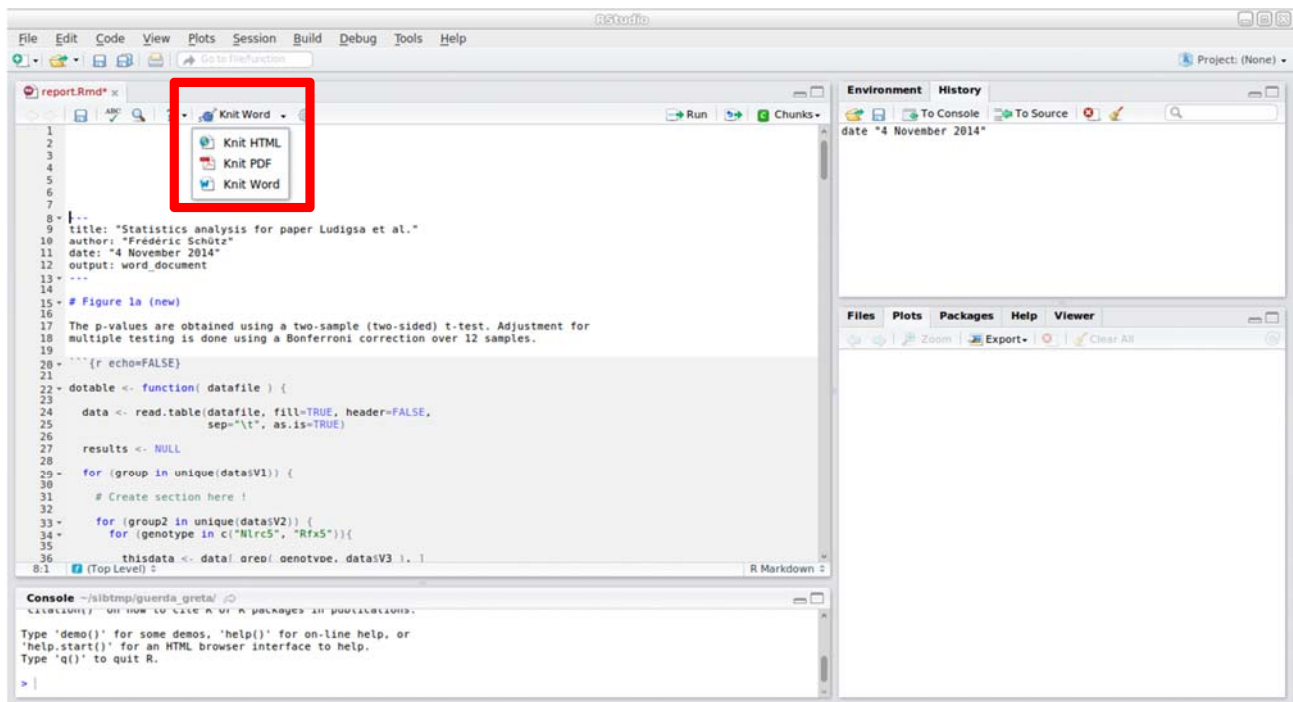 RStudio
File Edit Code View Plots Session Build Debug Tools Help
Go to file/function
Project: (None)
report.Rmd*
ABC
Knit Word
Run
Chunks
Knit HTML
Knit PDF
Knit Word
1
2
3
4
5
6
7
8 ---
9 title: "Statistics analysis for paper Ludigsa et al."
10 author: "Frédéric Schütz"
11 date: "4 November 2014"
12 output: word_document
13 ---
14
15 # Figure 1a (new)
16
17 The p-values are obtained using a two-sample (two-sided) t-test. Adjustment for
18 multiple testing is done using a Bonferroni correction over 12 samples.
19
20 ```{r echo=FALSE}
21
22 dotable <- function( datafile ) {
23
24 data <- read.table(datafile, fill=TRUE, header=FALSE,
25 sep="\t", as.is=TRUE)
26
27 results <- NULL
28
29 for (group in unique(data$V1)) {
30
31 # Create section here !
32
33 for (group2 in unique(data$V2)) {
34 for (genotype in c("Nlrc5", "Rfx5")){
35
36 thisdata <- data[ grep( genotype, data$V3 ), ]
8:1 (Top Level) R Markdown
Console ~/sibtmp/guerda_greta/
'citation()' on how to cite R or R packages in publications.
Type 'demo()' for some demos, 'help()' for on-line help, or
'help.start()' for an HTML browser interface to help.
Type 'q()' to quit R.
>
Environment History
To Console To Source
date "4 November 2014"
Files Plots Packages Help Viewer
Zoom Export Clear All